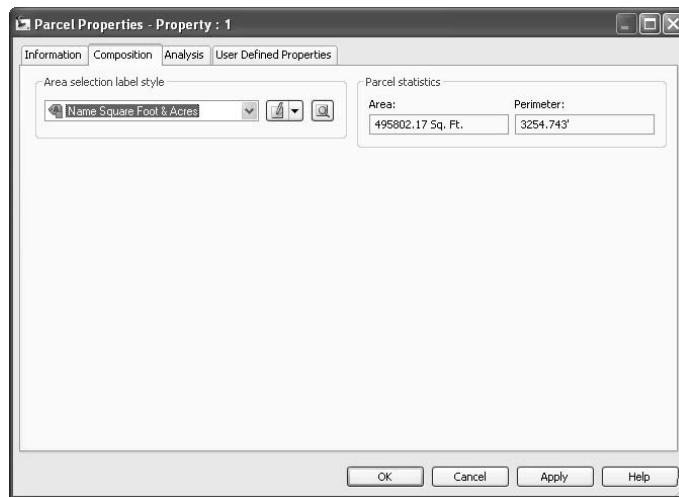 Parcel Properties - Property : 1
Information Composition Analysis User Defined Properties
Area selection label style
Name Square Foot & Acres
Parcel statistics
Area: Perimeter:
495802.17 Sq. Ft. 3254.743'
OK Cancel Apply Help